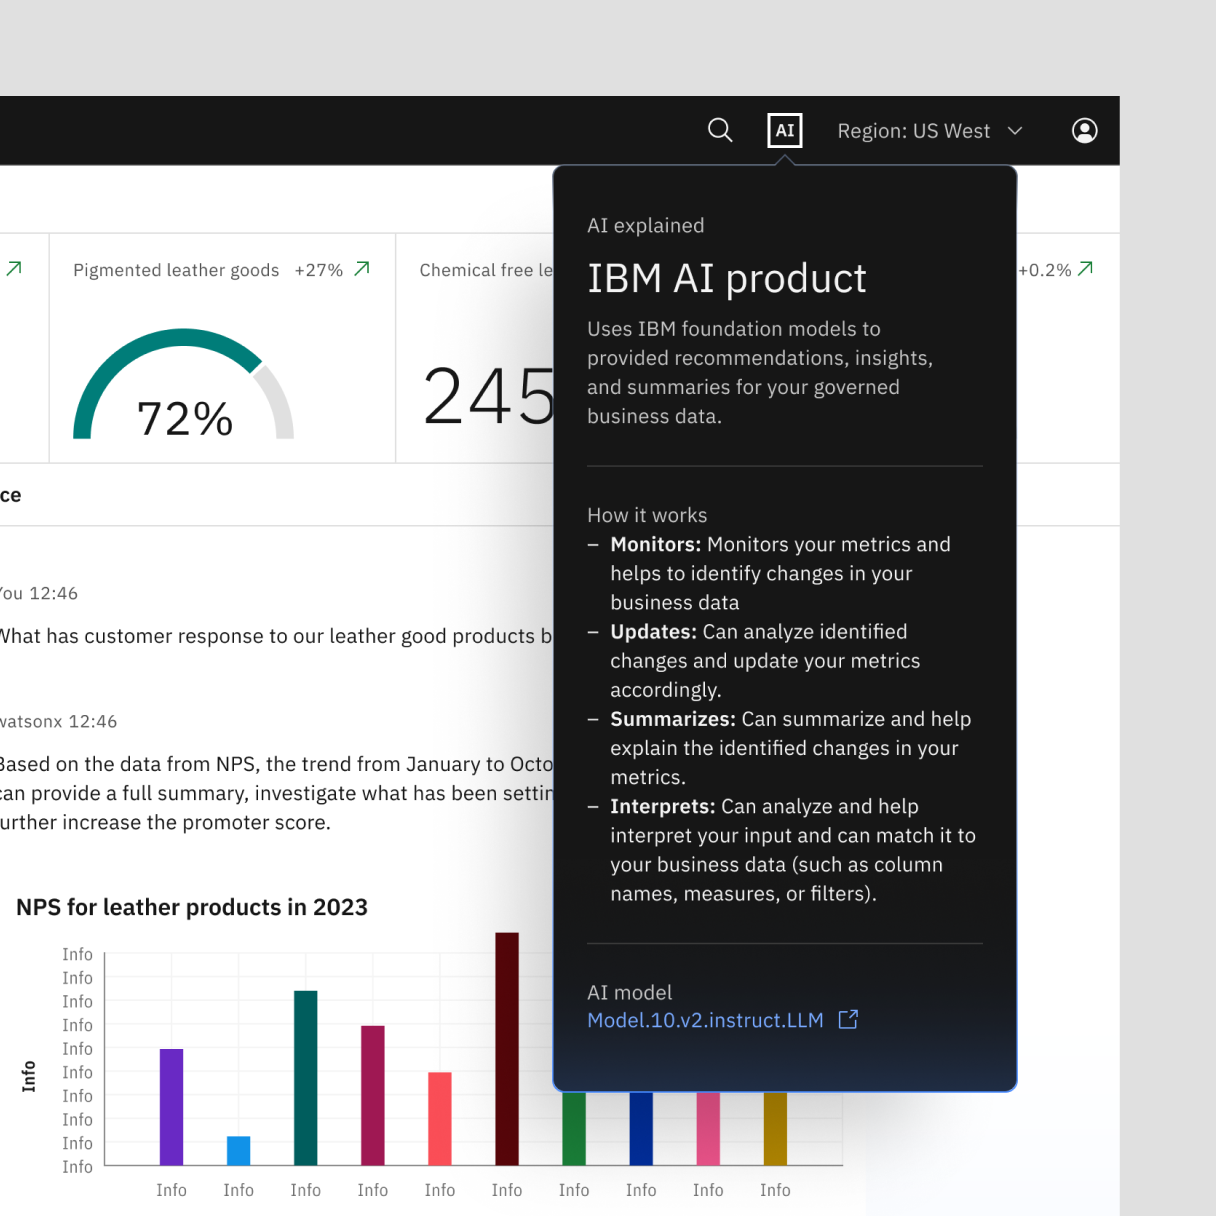 AI
Region: US West
Pigmented leather goods +27%
72%
Chemical free le
245
+0.2%
AI explained
IBM AI product
Uses IBM foundation models to
provided recommendations, insights,
and summaries for your governed
business data.
How it works
– Monitors: Monitors your metrics and
helps to identify changes in your
business data
– Updates: Can analyze identified
changes and update your metrics
accordingly.
– Summarizes: Can summarize and help
explain the identified changes in your
metrics.
– Interprets: Can analyze and help
interpret your input and can match it to
your business data (such as column
names, measures, or filters).
AI model
Model.10.v2.instruct.LLM
ce
You 12:46
What has customer response to our leather good products b
watsonx 12:46
Based on the data from NPS, the trend from January to Octo
can provide a full summary, investigate what has been settin
further increase the promoter score.
NPS for leather products in 2023
Info
Info
Info
Info
Info
Info
Info
Info
Info
Info
Info
Info Info Info Info Info Info Info Info Info Info